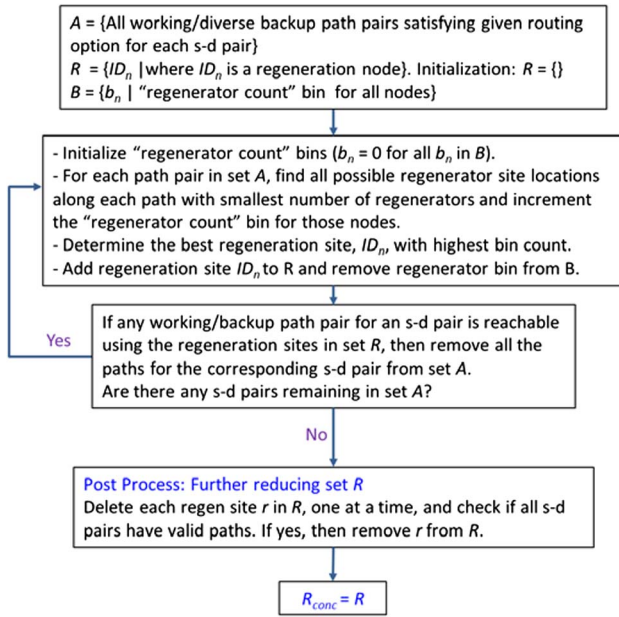 A = {All working/diverse backup path pairs satisfying given routing
option for each s-d pair}
R = {IDn |where IDn is a regeneration node}. Initialization: R = {}
B = {bn | “regenerator count” bin for all nodes}
- Initialize “regenerator count” bins (bn = 0 for all bn in B).
- For each path pair in set A, find all possible regenerator site locations
along each path with smallest number of regenerators and increment
the “regenerator count” bin for those nodes.
- Determine the best regeneration site, IDn, with highest bin count.
- Add regeneration site IDn to R and remove regenerator bin from B.
Yes
If any working/backup path pair for an s-d pair is reachable
using the regeneration sites in set R, then remove all the
paths for the corresponding s-d pair from set A.
Are there any s-d pairs remaining in set A?
No
Post Process: Further reducing set R
Delete each regen site r in R, one at a time, and check if all s-d
pairs have valid paths. If yes, then remove r from R.
Rconc = R